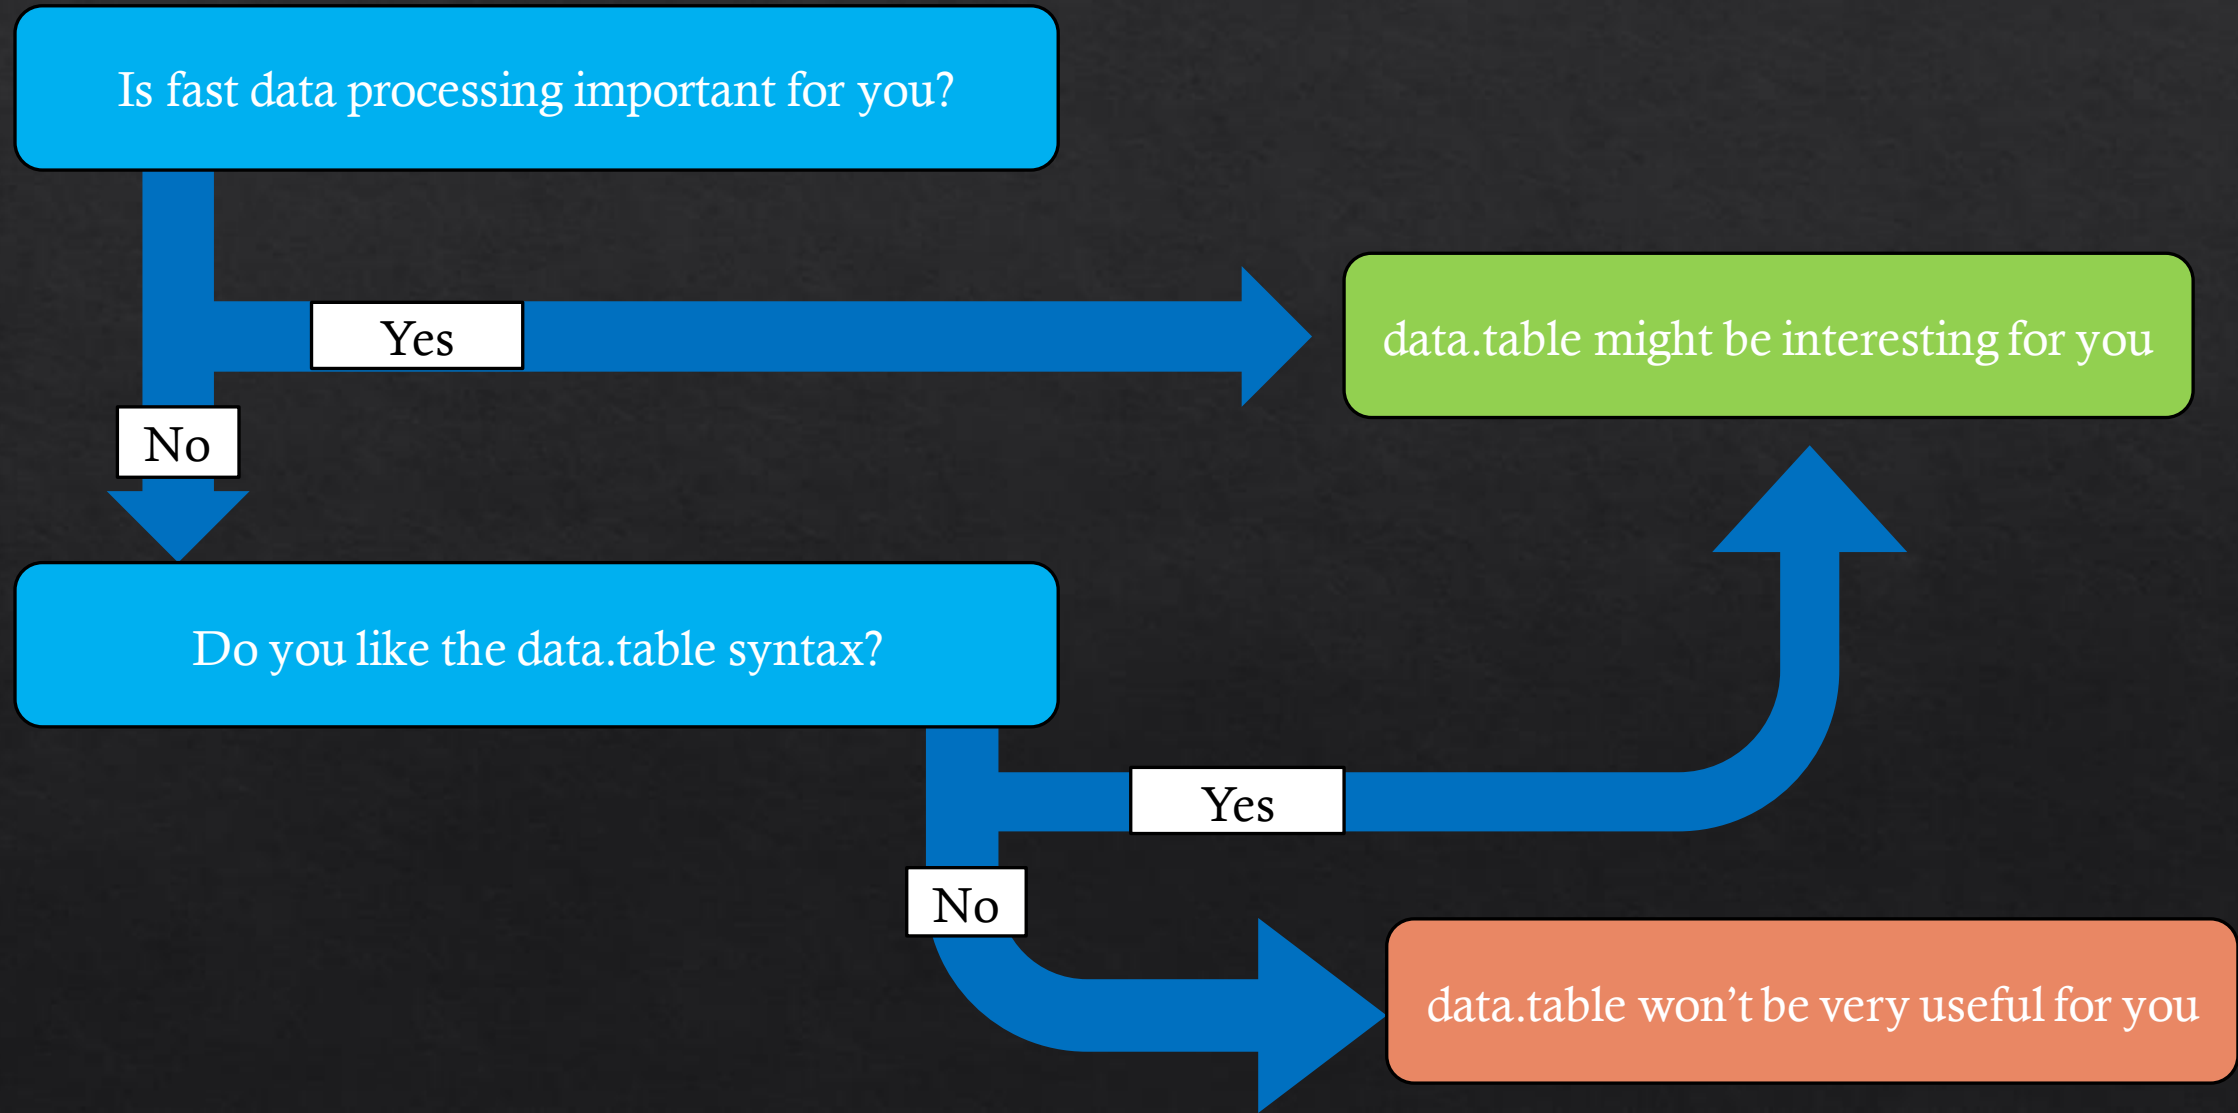 Is fast data processing important for you?
Yes
data.table might be interesting for you
No
Do you like the data.table syntax?
Yes
No
data.table won’t be very useful for you